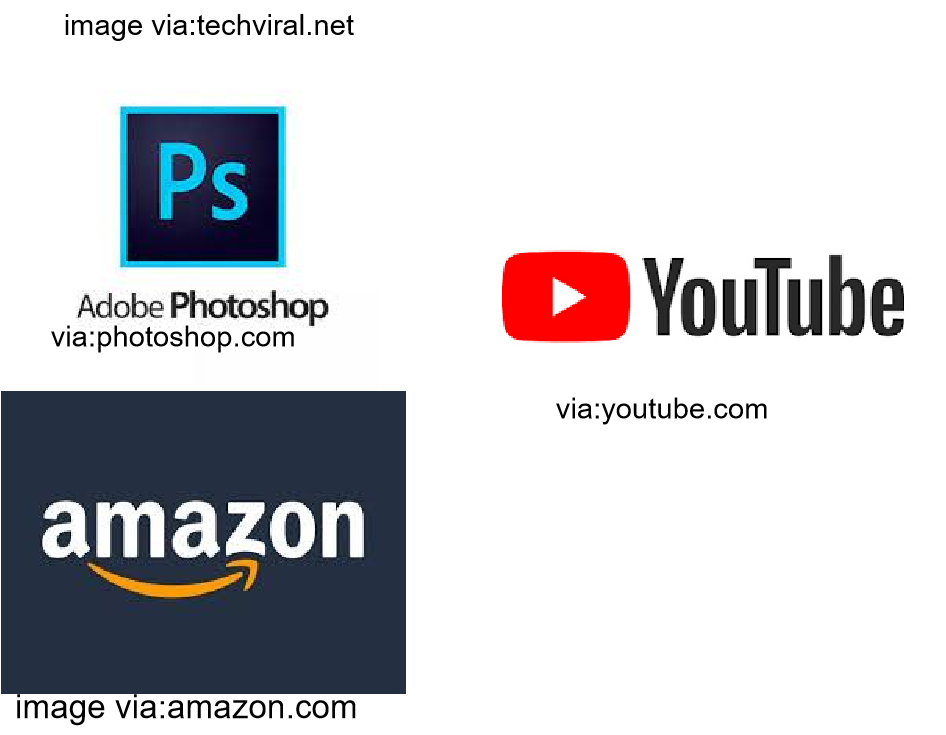 image via:techviral.net
Ps
Adobe Photoshop
via:photoshop.com
YouTube
via:youtube.com
amazon
image via:amazon.com